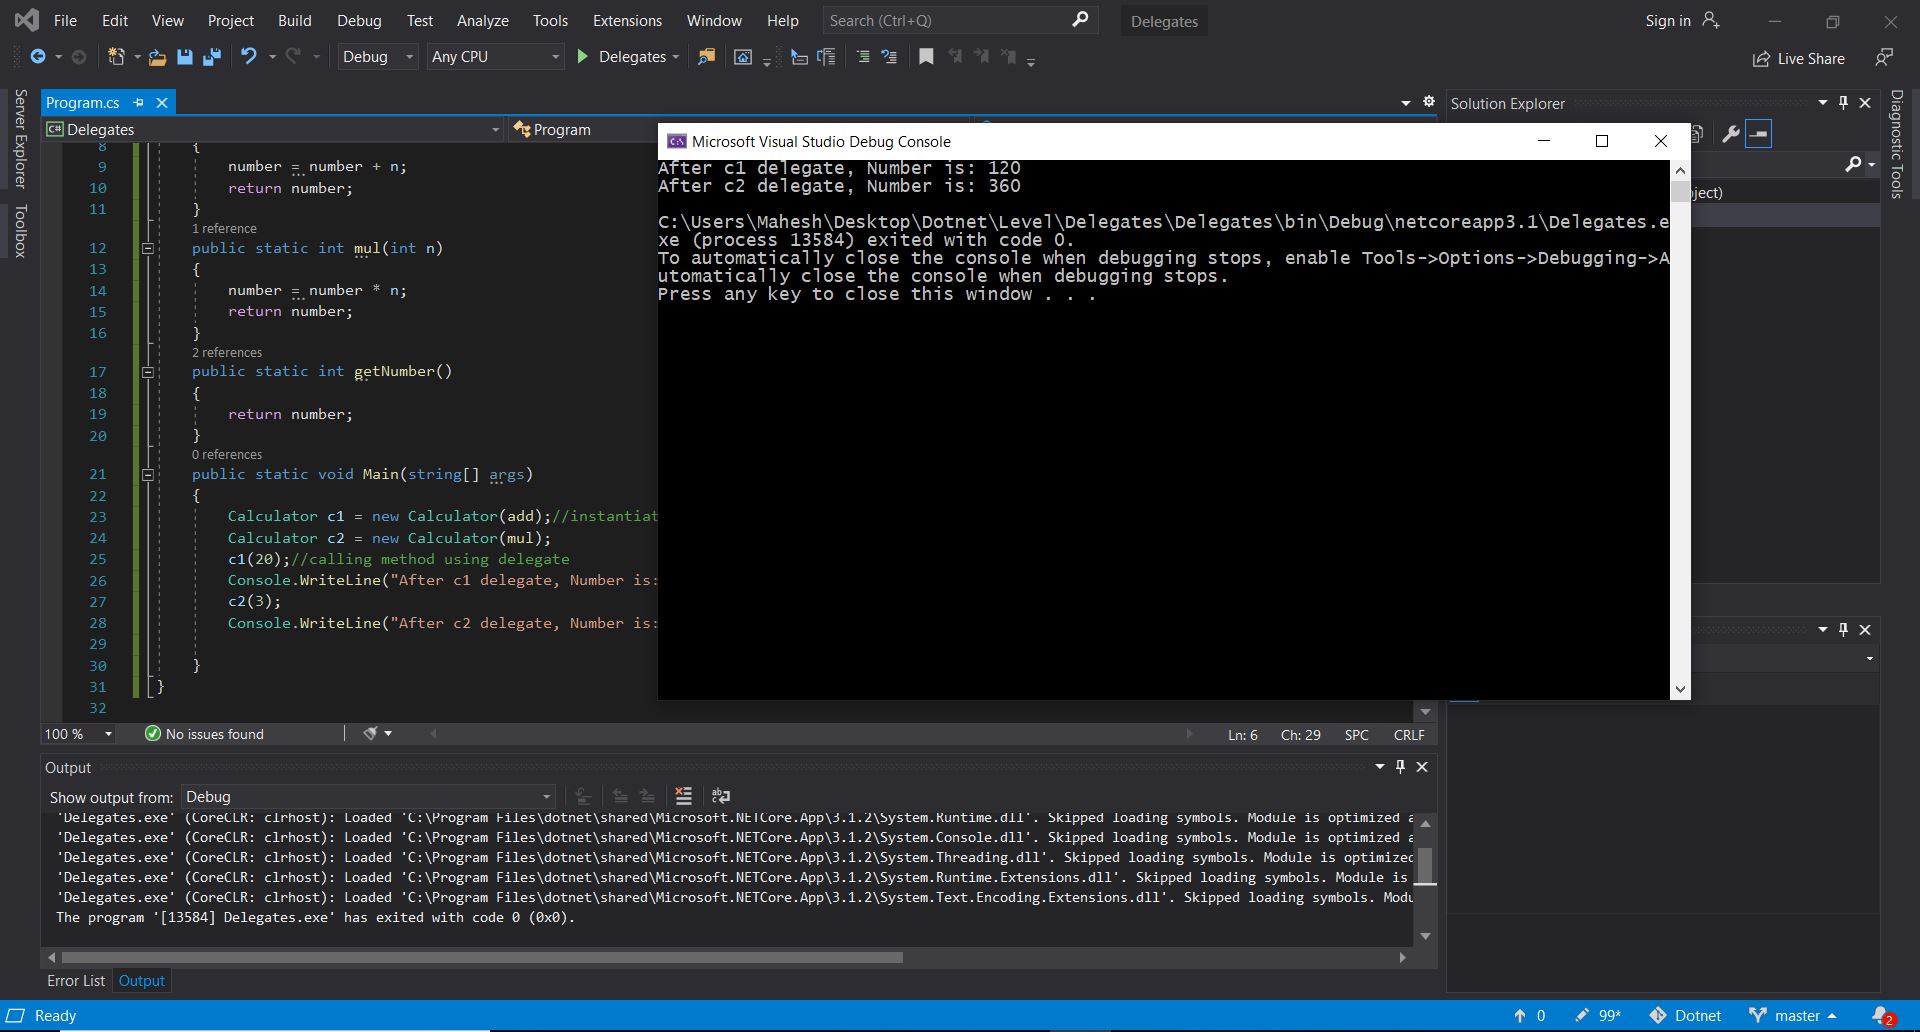 File Edit View Project Build Debug Test Analyze Tools Extensions Window Help Search (Ctrl+Q) Delegates Sign in
Debug Any CPU Delegates Live Share
Server Explorer
Toolbox
Program.cs
C# Delegates Program
8 {
9 number = number + n;
10 return number;
11 }
1 reference
12 public static int mul(int n)
13 {
14 number = number * n;
15 return number;
16 }
2 references
17 public static int getNumber()
18 {
19 return number;
20 }
0 references
21 public static void Main(string[] args)
22 {
23 Calculator c1 = new Calculator(add);//instantiat
24 Calculator c2 = new Calculator(mul);
25 c1(20);//calling method using delegate
26 Console.WriteLine("After c1 delegate, Number is:
27 c2(3);
28 Console.WriteLine("After c2 delegate, Number is:
29
30 }
31 }
32
Microsoft Visual Studio Debug Console
After c1 delegate, Number is: 120
After c2 delegate, Number is: 360
C:\Users\Mahesh\Desktop\Dotnet\Level\Delegates\Delegates\bin\Debug\netcoreapp3.1\Delegates.e
xe (process 13584) exited with code 0.
To automatically close the console when debugging stops, enable Tools->Options->Debugging->A
utomatically close the console when debugging stops.
Press any key to close this window . . .
Solution Explorer
ject)
Diagnostic Tools
100 % No issues found Ln: 6 Ch: 29 SPC CRLF
Output
Show output from: Debug
'Delegates.exe' (CoreCLR: clrhost): Loaded 'C:\Program Files\dotnet\shared\Microsoft.NETCore.App\3.1.2\System.Runtime.dll'. Skipped loading symbols. Module is optimized a
'Delegates.exe' (CoreCLR: clrhost): Loaded 'C:\Program Files\dotnet\shared\Microsoft.NETCore.App\3.1.2\System.Console.dll'. Skipped loading symbols. Module is optimized a
'Delegates.exe' (CoreCLR: clrhost): Loaded 'C:\Program Files\dotnet\shared\Microsoft.NETCore.App\3.1.2\System.Threading.dll'. Skipped loading symbols. Module is optimized
'Delegates.exe' (CoreCLR: clrhost): Loaded 'C:\Program Files\dotnet\shared\Microsoft.NETCore.App\3.1.2\System.Runtime.Extensions.dll'. Skipped loading symbols. Module is
'Delegates.exe' (CoreCLR: clrhost): Loaded 'C:\Program Files\dotnet\shared\Microsoft.NETCore.App\3.1.2\System.Text.Encoding.Extensions.dll'. Skipped loading symbols. Modu
The program '[13584] Delegates.exe' has exited with code 0 (0x0).
Error List Output
Ready 0 99* Dotnet master 2